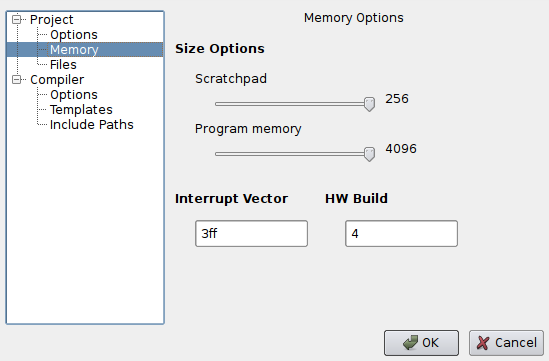 Project
Options
Memory
Files
Compiler
Options
Templates
Include Paths
Memory Options
Size Options
Scratchpad
256
Program memory
4096
Interrupt Vector HW Build
3ff 4
OK Cancel